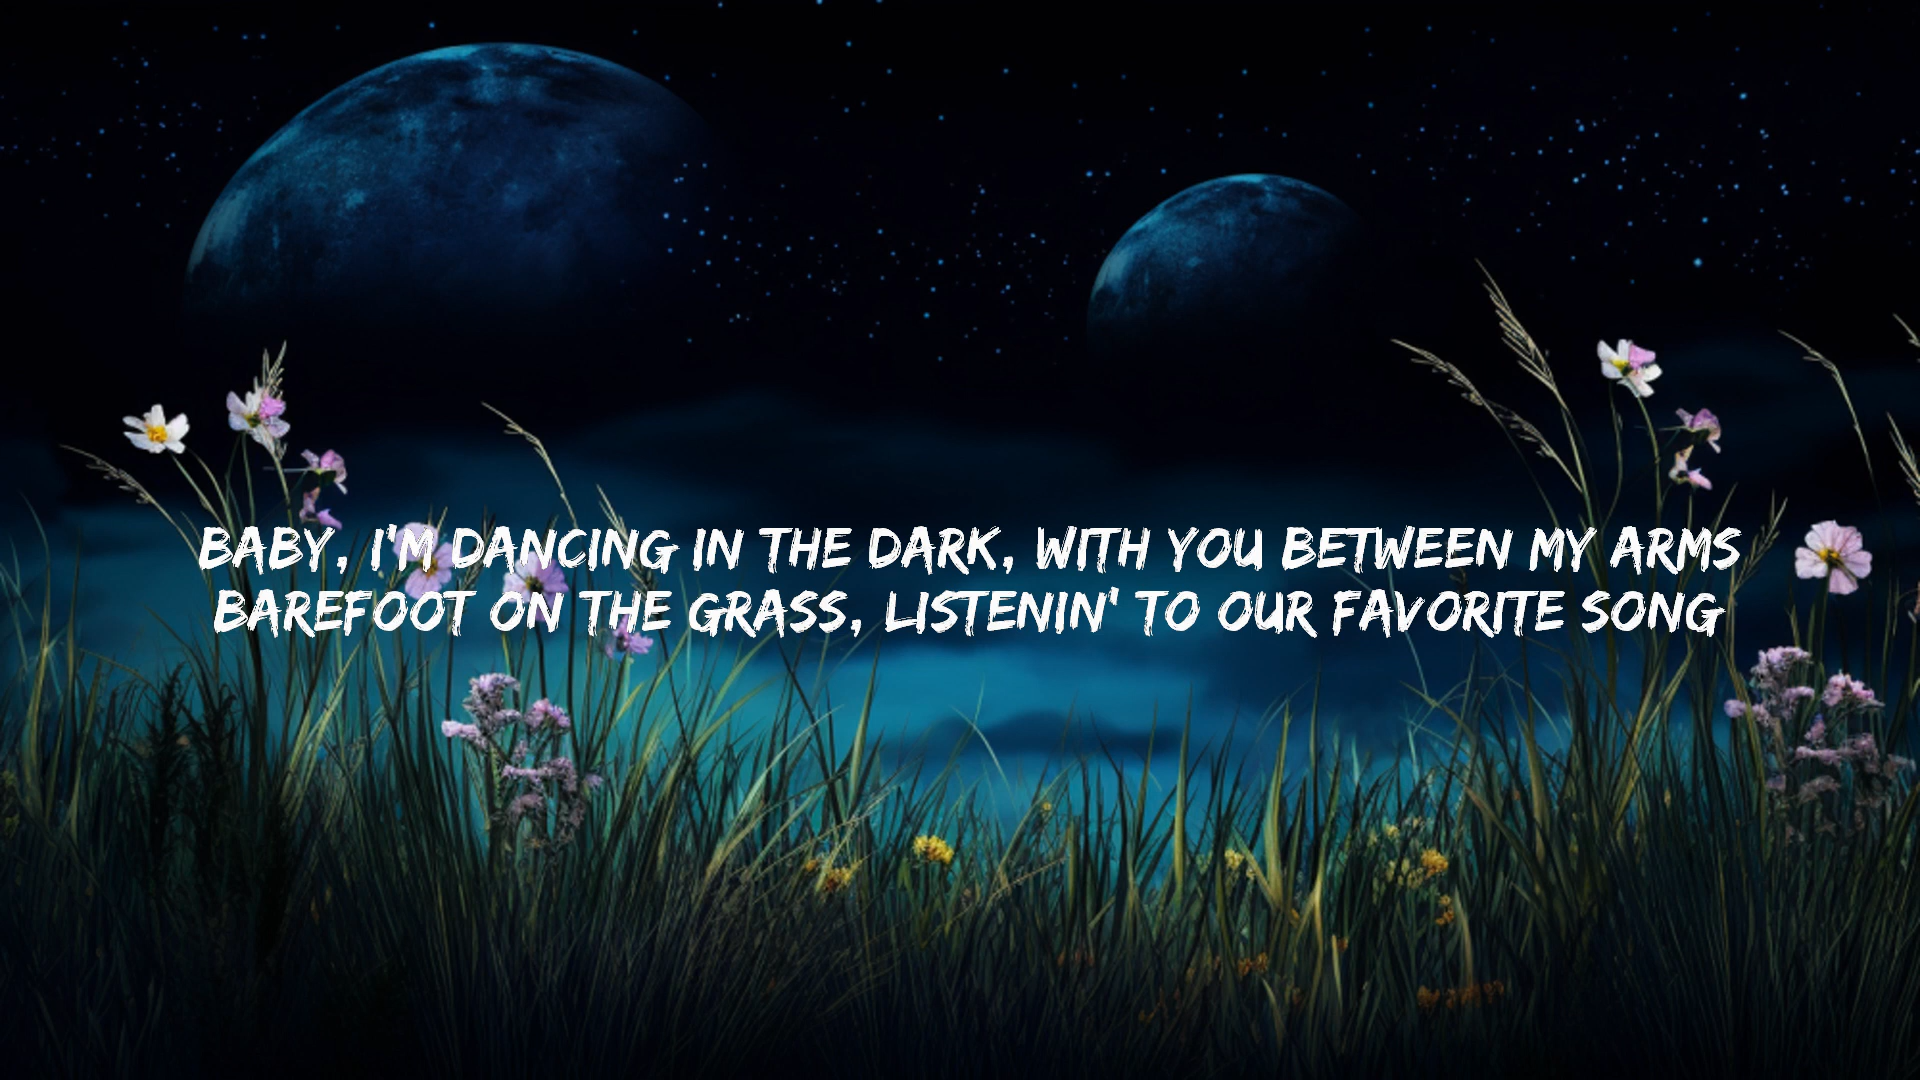 BABY, I'M DANCING IN THE DARK, WITH YOU BETWEEN MY ARMS
BAREFOOT ON THE GRASS, LISTENIN' TO OUR FAVORITE SONG